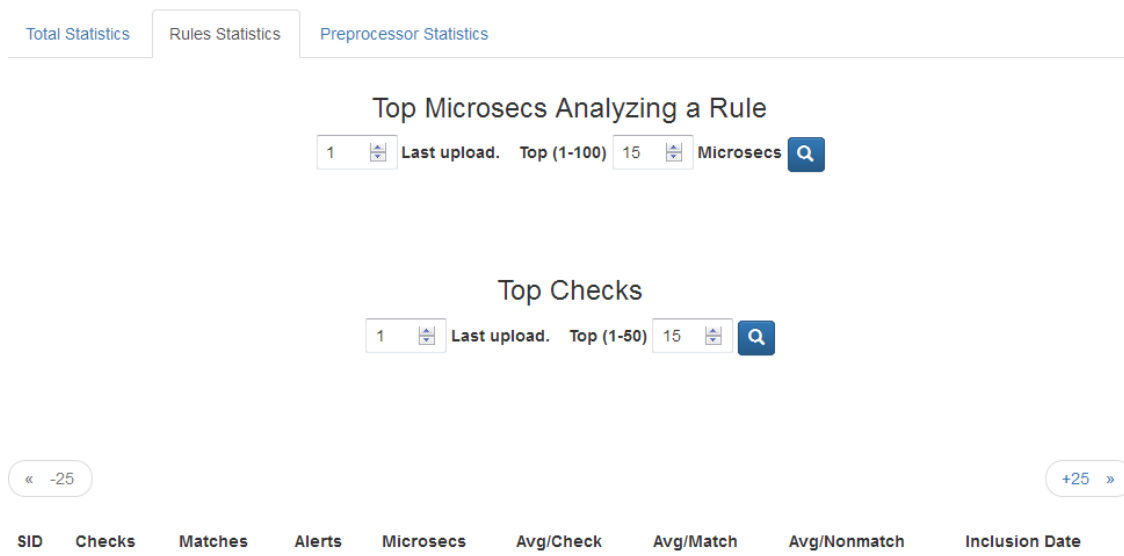 Total Statistics Rules Statistics Preprocessor Statistics
Top Microsecs Analyzing a Rule
1 Last upload. Top (1-100) 15 Microsecs
Top Checks
1 Last upload. Top (1-50) 15
« -25 +25 »
SID Checks Matches Alerts Microsecs Avg/Check Avg/Match Avg/Nonmatch Inclusion Date